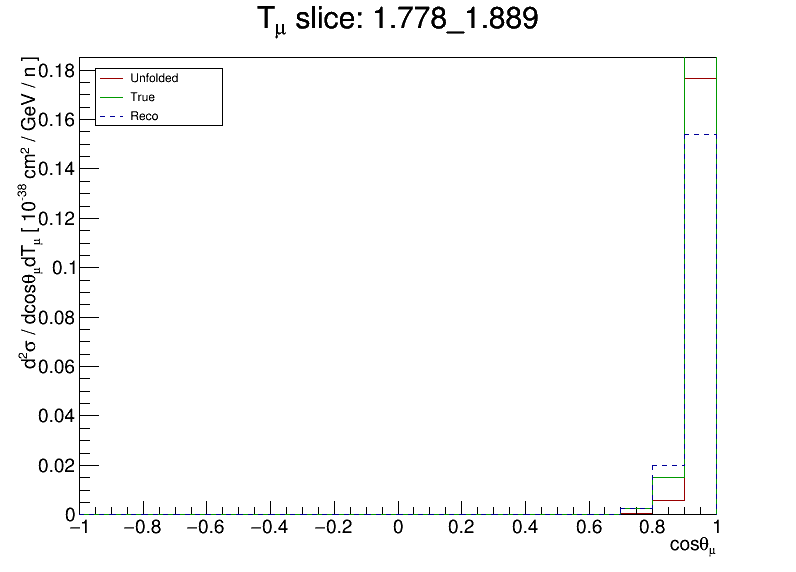 Tμ slice: 1.778_1.889
d²σ / dcosθμdTμ [ 10⁻³⁸ cm² / GeV / n ]
Unfolded
True
Reco
0.18
0.16
0.14
0.12
0.1
0.08
0.06
0.04
0.02
0
−1 −0.8 −0.6 −0.4 −0.2 0 0.2 0.4 0.6 0.8 1
cosθμ